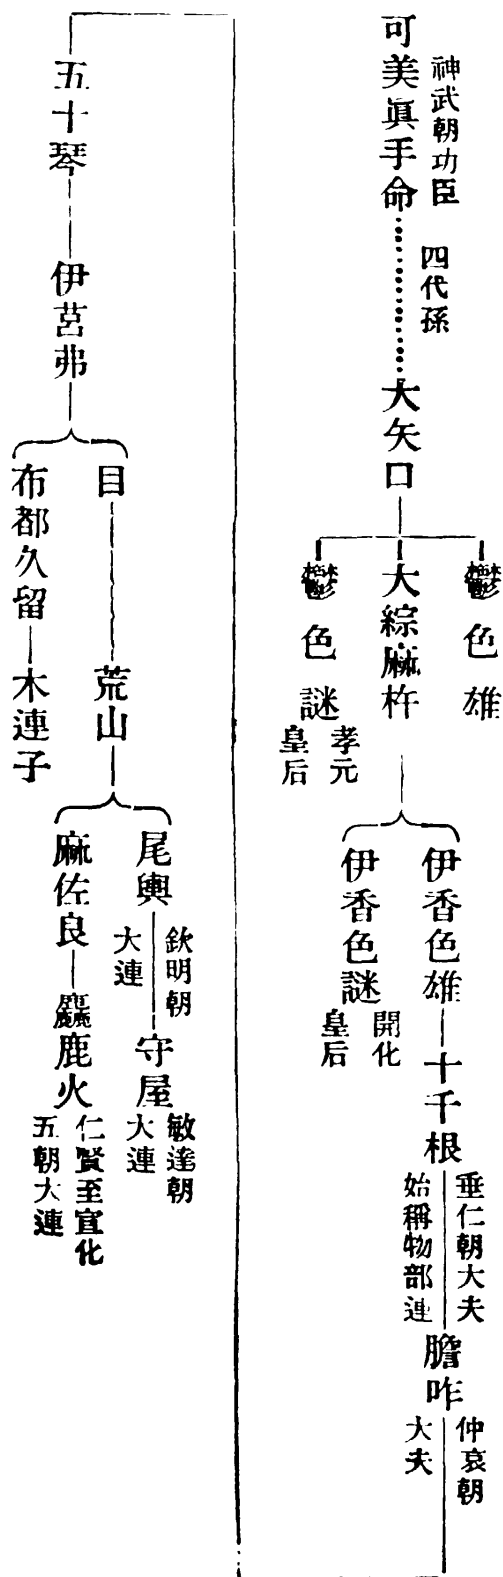 可美眞手命
神武朝功臣
四代孫
大矢口
鬱色雄
大綜麻杵
鬱色謎
孝元
皇后
伊香色雄
伊香色謎
開化
皇后
十千根
垂仁朝大夫
始稱物部連
膽咋
仲哀朝
大夫
五十琴
伊莒弗
目
布都久留
木連子
荒山
尾輿
欽明朝
大連
守屋
敏達朝
大連
麻佐良
麤鹿火
仁賢至宣化
五朝大連